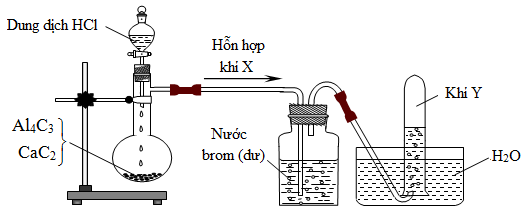 Dung dịch HCl
Hỗn hợp
khí X
Al₄C₃
CaC₂
Nước
brom (dư)
Khí Y
H₂O